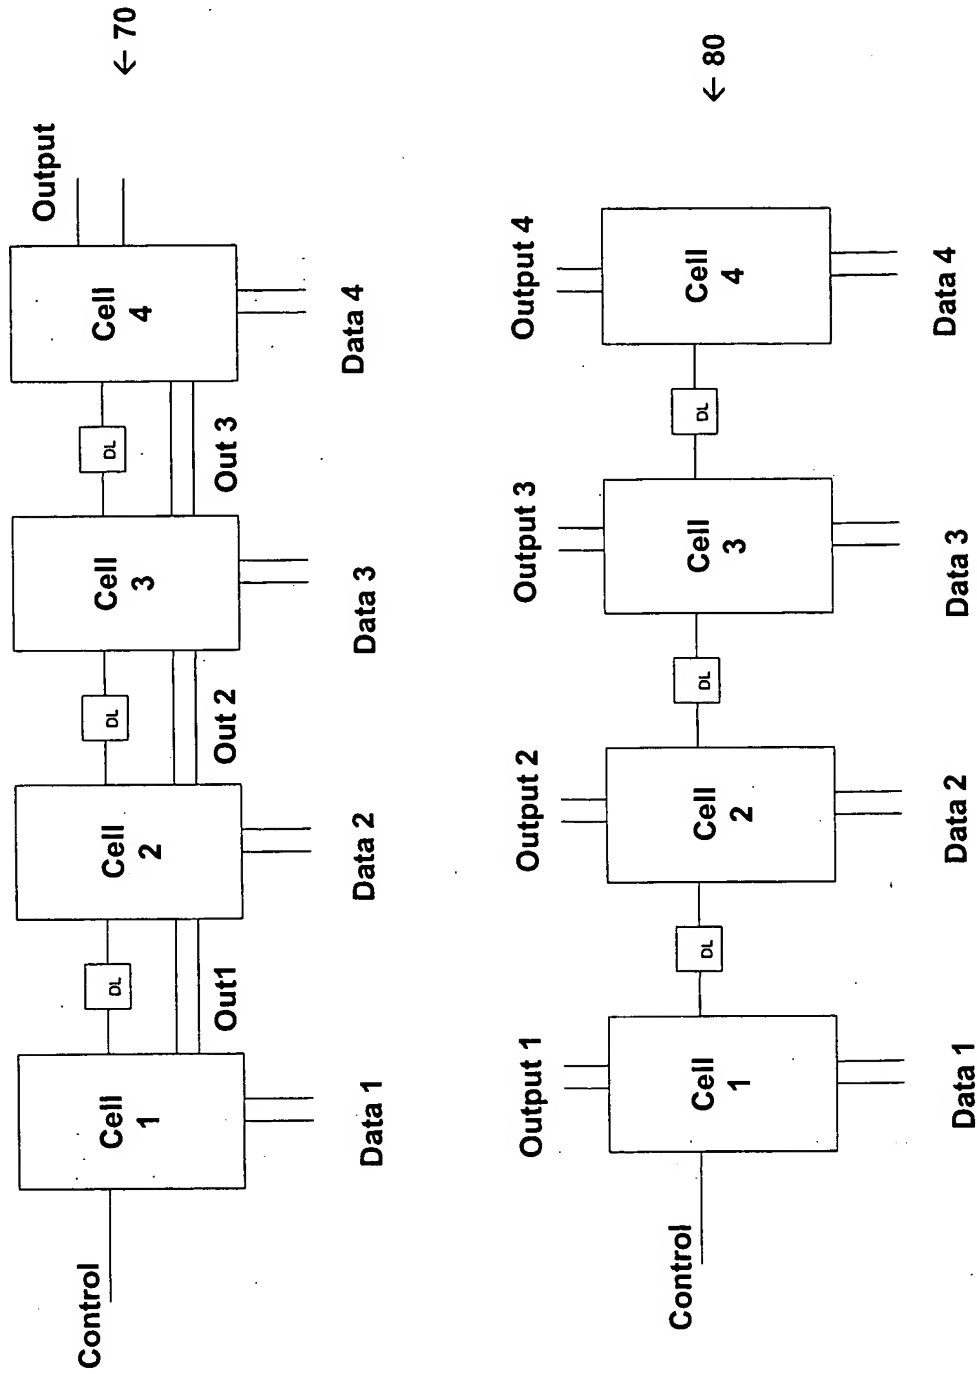 ← 70
Output
Cell
4
Data 4
DL
Out 3
Cell
3
Data 3
DL
Out 2
Cell
2
Data 2
DL
Out1
Cell
1
Data 1
Control
← 80
Output 4
Cell
4
Data 4
DL
Output 3
Cell
3
Data 3
DL
Output 2
Cell
2
Data 2
DL
Output 1
Cell
1
Data 1
Control